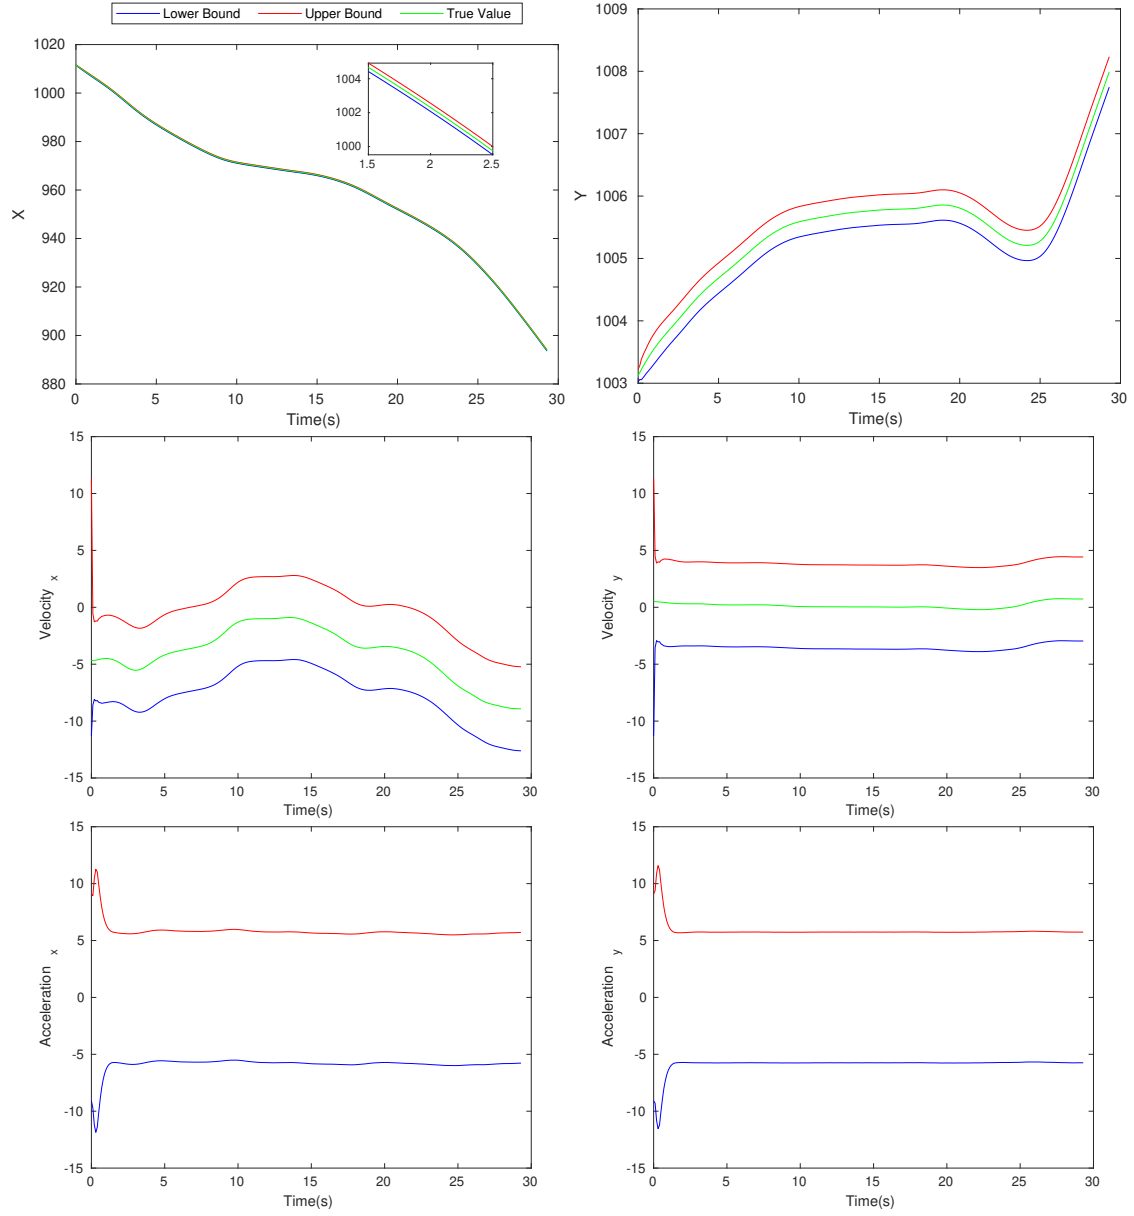 Lower Bound Upper Bound True Value
1020
1000
980
960
940
920
900
880
X
0 5 10 15 20 25 30
Time(s)
1004
1002
1000
1.5 2 2.5
1009
1008
1007
1006
1005
1004
1003
Y
0 5 10 15 20 25 30
Time(s)
15
10
5
0
-5
-10
-15
Velocity x
0 5 10 15 20 25 30
Time(s)
15
10
5
0
-5
-10
-15
Velocity y
0 5 10 15 20 25 30
Time(s)
15
10
5
0
-5
-10
-15
Acceleration x
0 5 10 15 20 25 30
Time(s)
15
10
5
0
-5
-10
-15
Acceleration y
0 5 10 15 20 25 30
Time(s)